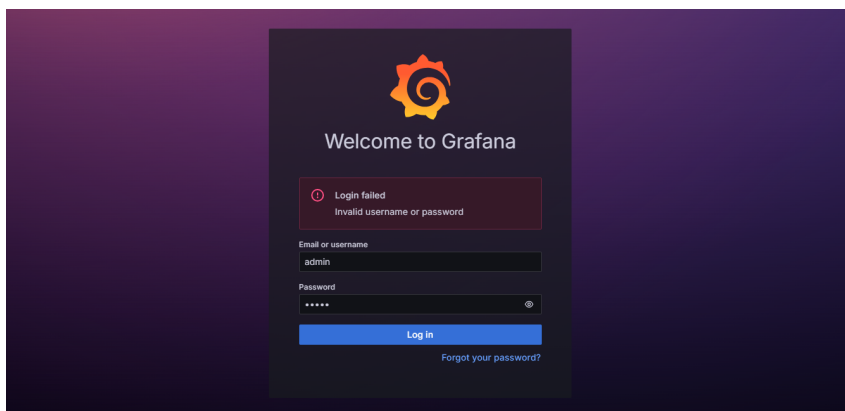 Welcome to Grafana
Login failed
Invalid username or password
Email or username
admin
Password
•••••
Log in
Forgot your password?